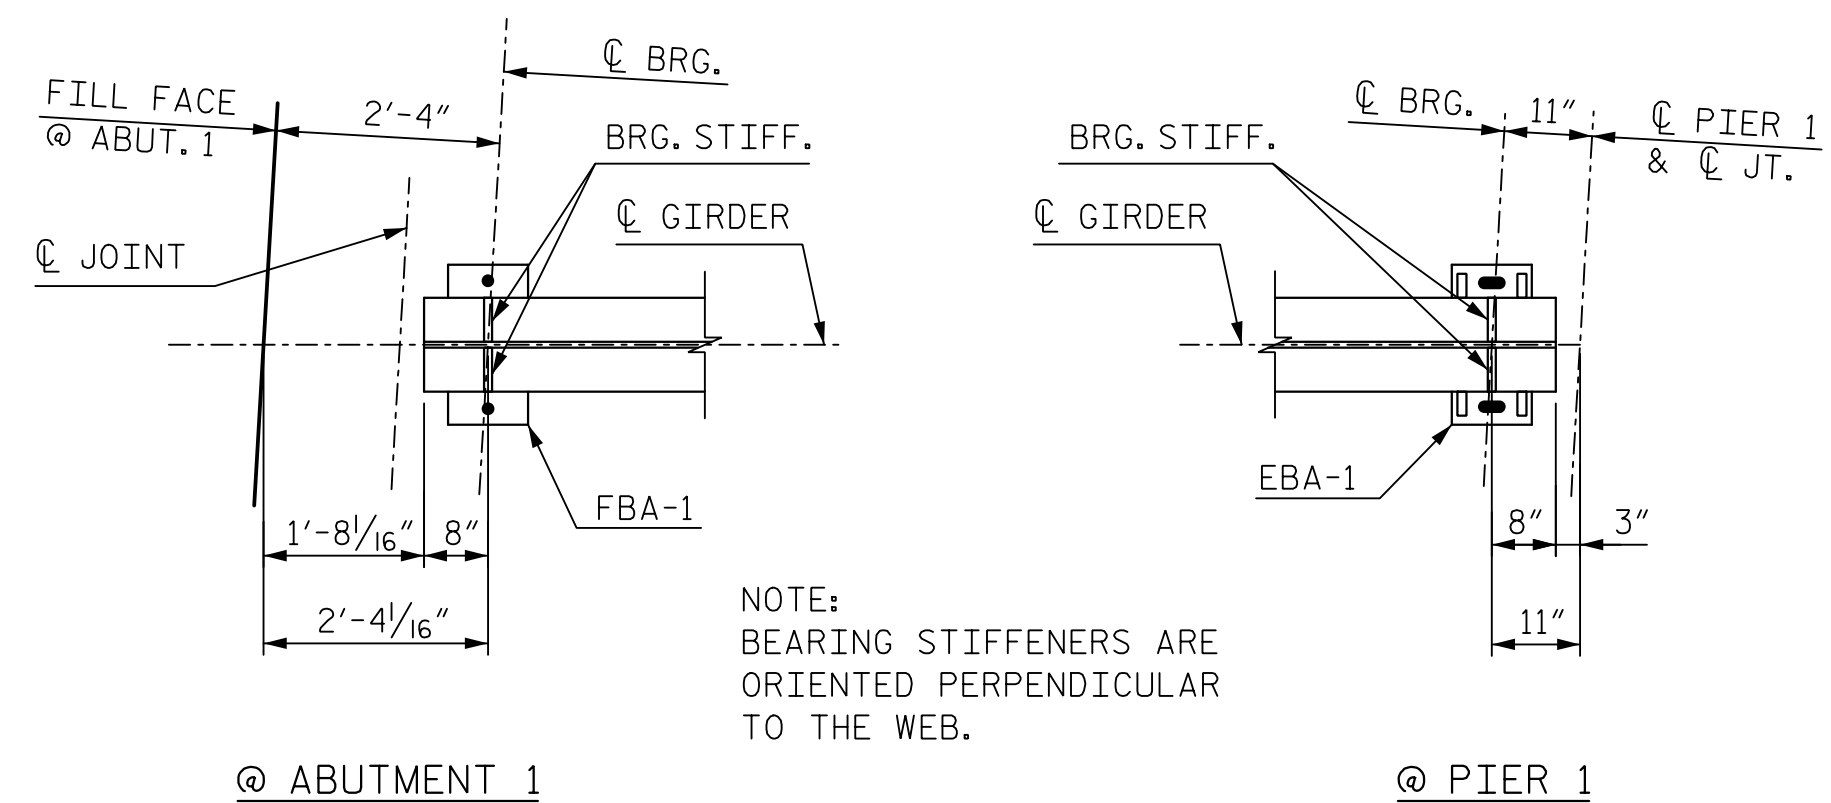 FILL FACE
@ ABUT. 1
2'-4"
℄ BRG.
BRG. STIFF.
℄ GIRDER
℄ JOINT
FBA-1
1'-8 1/16"
8"
2'-4 1/16"
@ ABUTMENT 1
NOTE:
BEARING STIFFENERS ARE
ORIENTED PERPENDICULAR
TO THE WEB.
℄ BRG.
11"
℄ PIER 1
& ℄ JT.
BRG. STIFF.
℄ GIRDER
EBA-1
8"
3"
11"
@ PIER 1